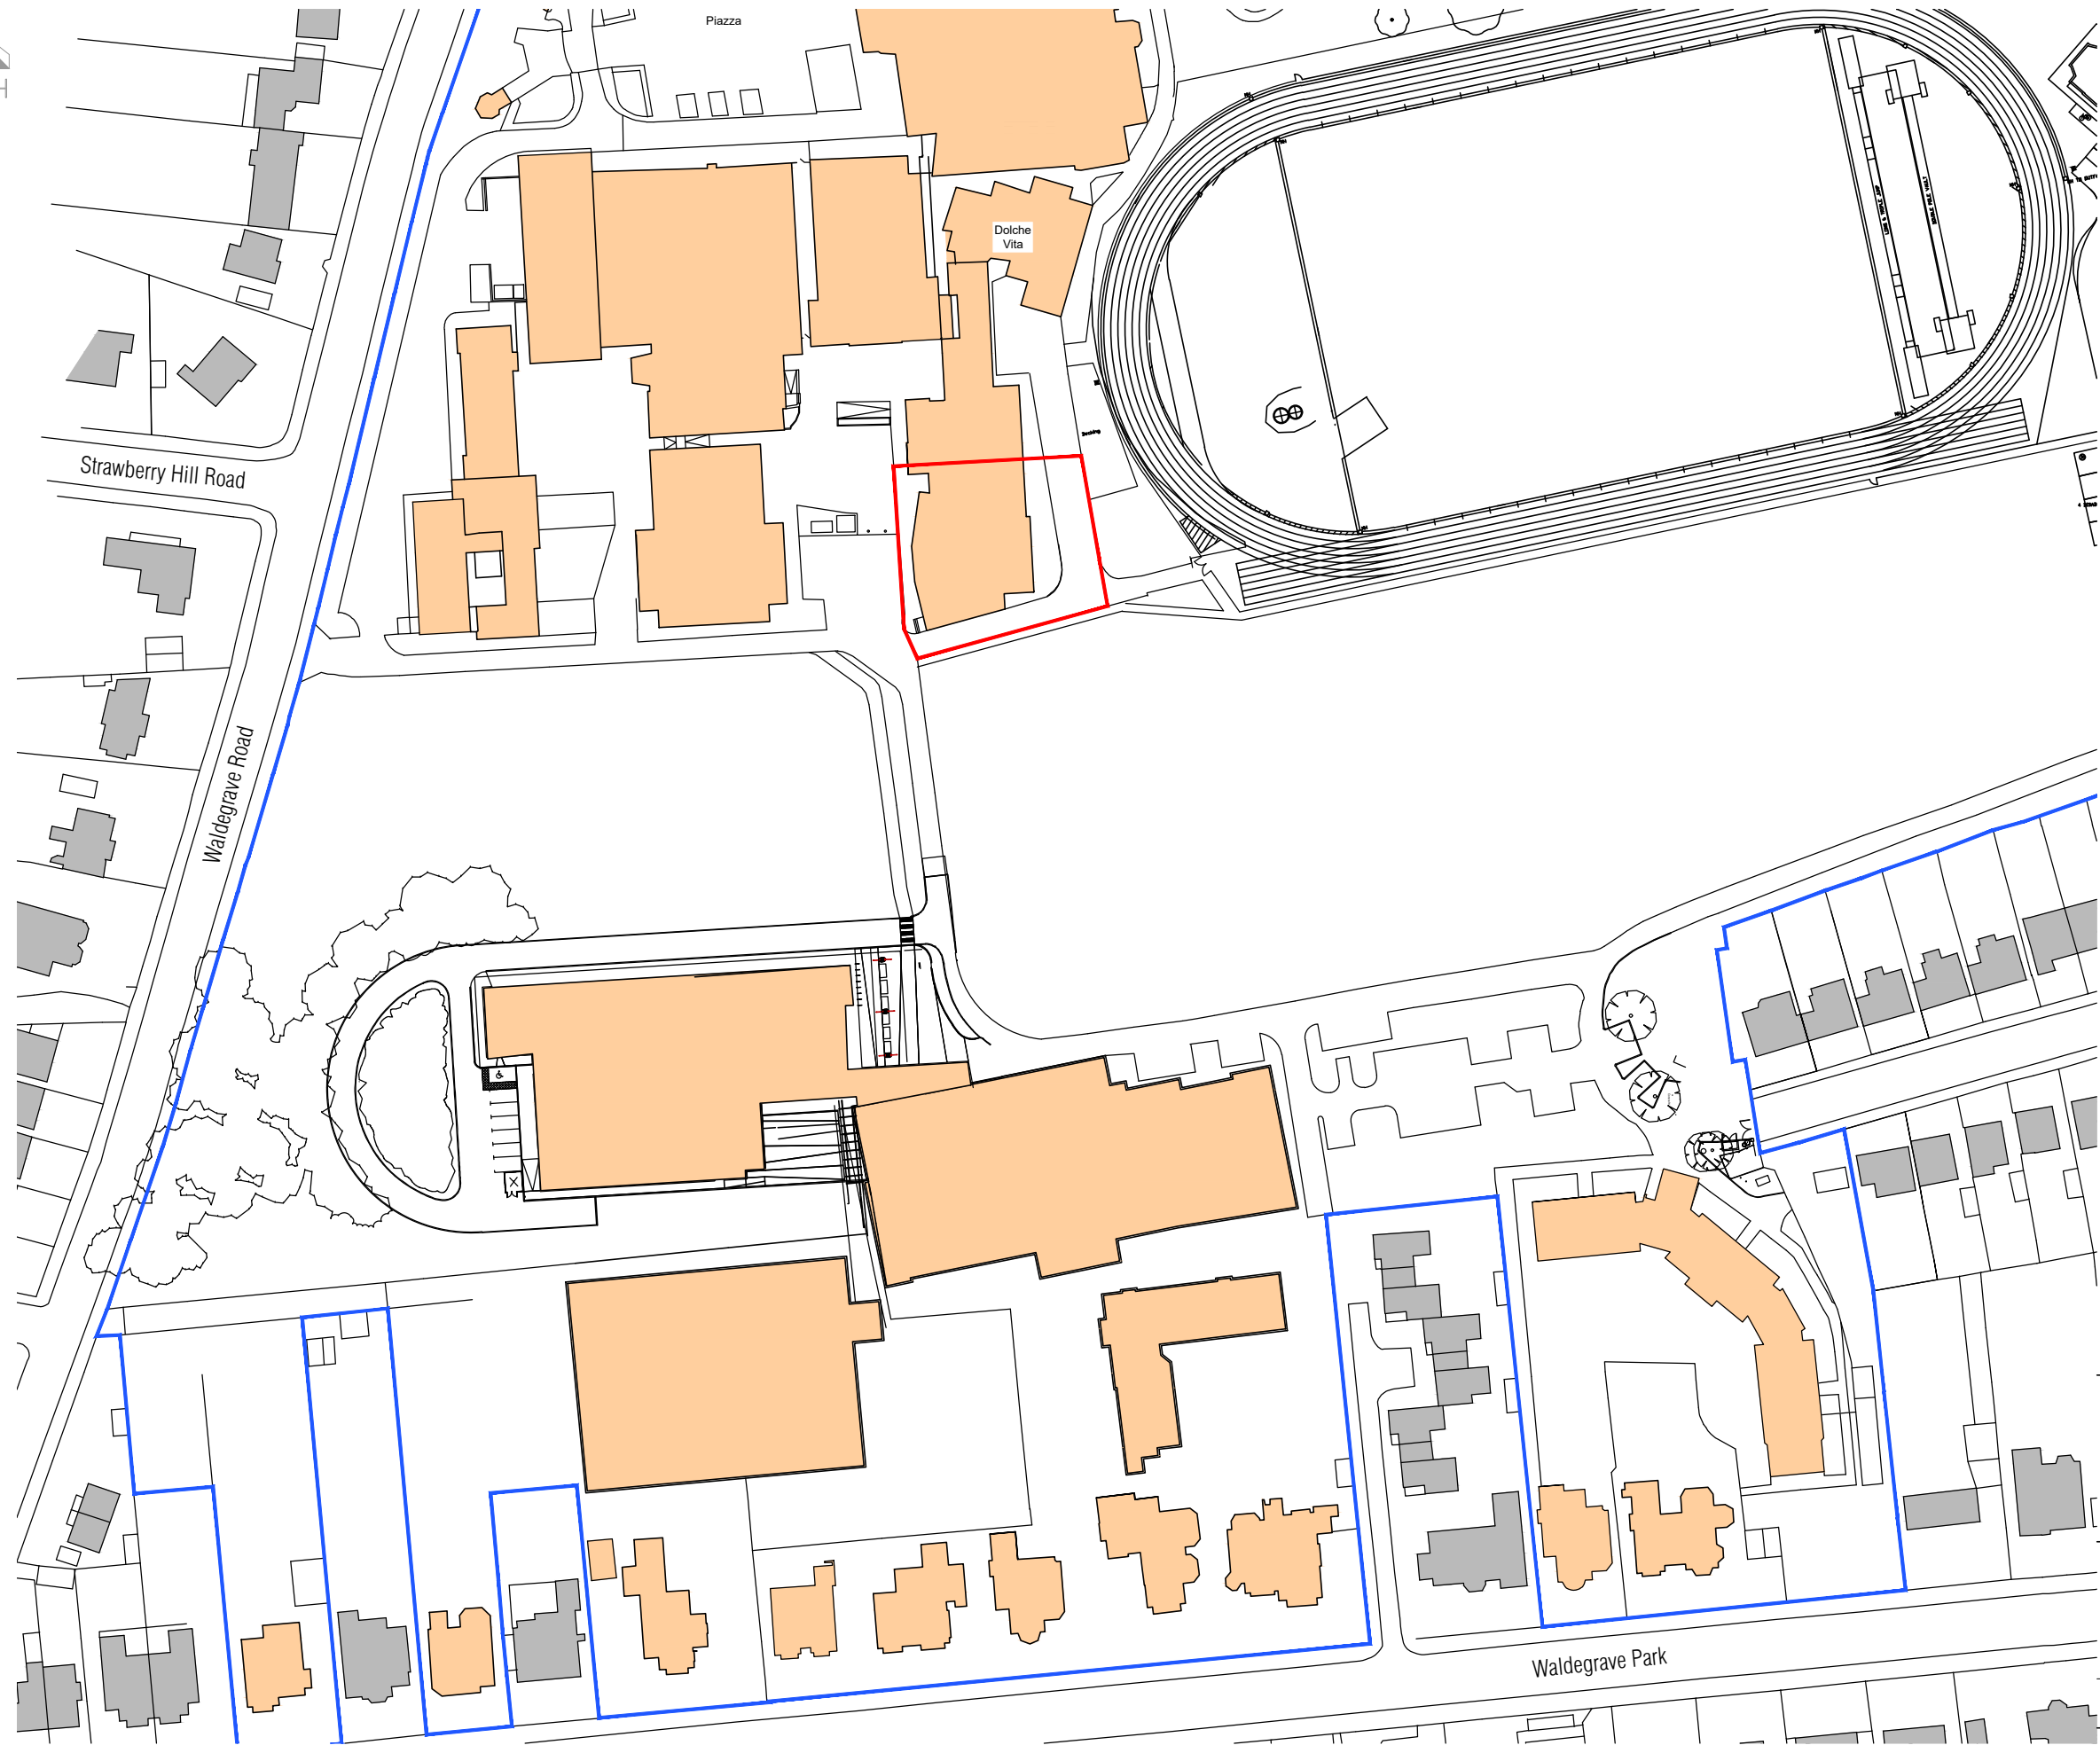 Piazza
H
Dolche
Vita
Strawberry Hill Road
Waldegrave Road
Waldegrave Park